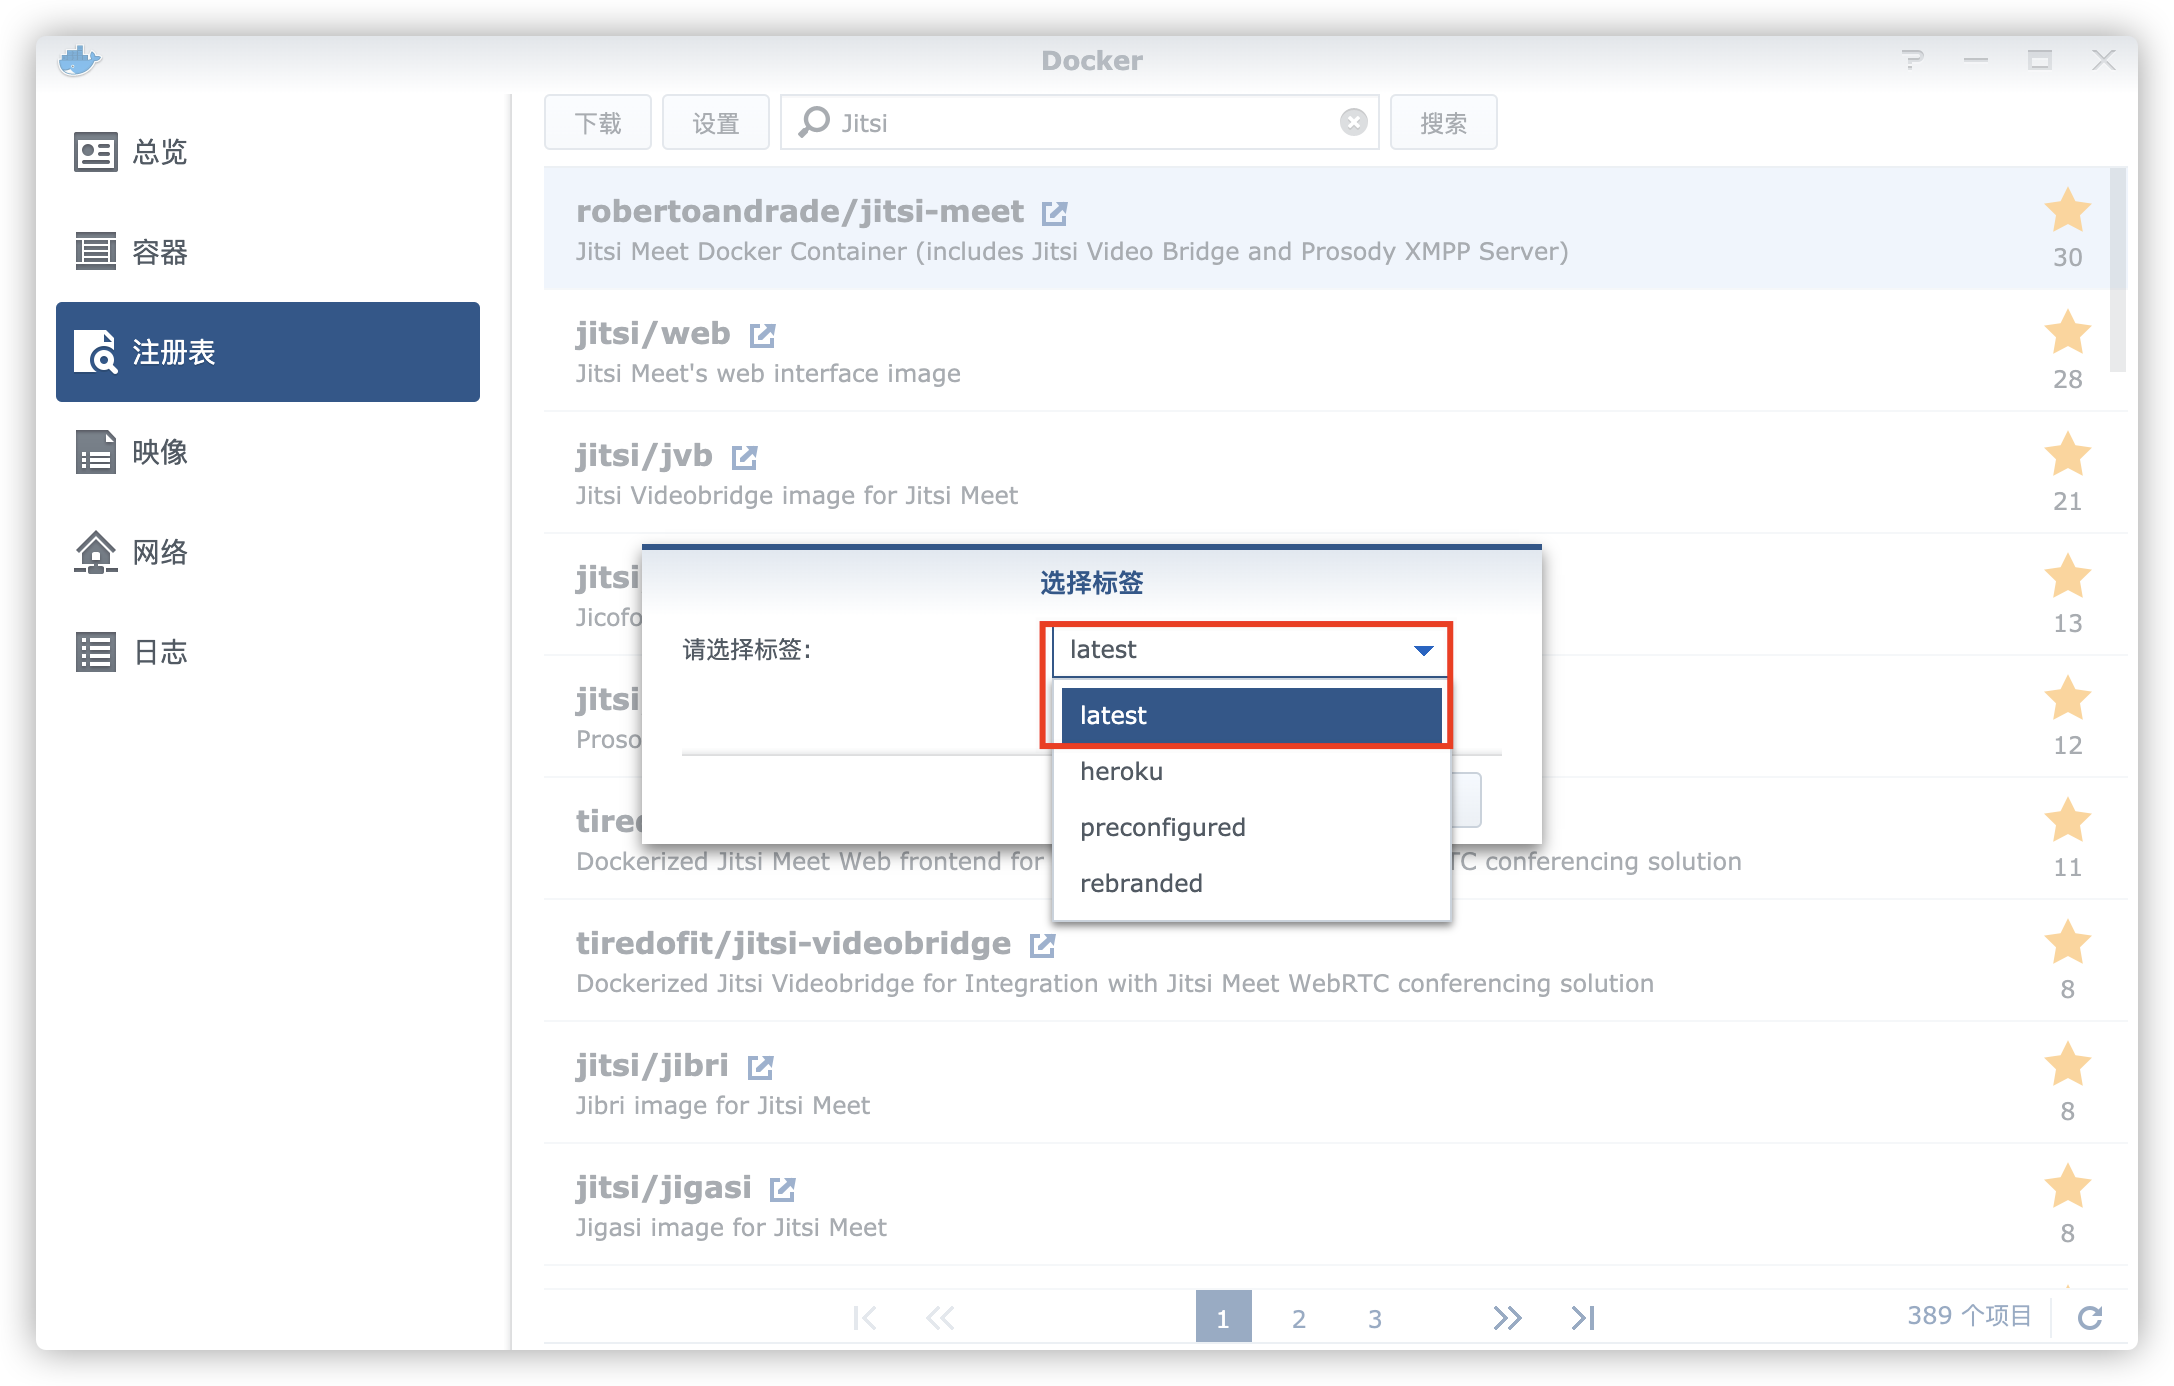 Docker
总览
容器
注册表
映像
网络
日志
下载
设置
Jitsi
搜索
robertoandrade/jitsi-meet
Jitsi Meet Docker Container (includes Jitsi Video Bridge and Prosody XMPP Server)
30
jitsi/web
Jitsi Meet's web interface image
28
jitsi/jvb
Jitsi Videobridge image for Jitsi Meet
21
jitsi
Jicofo
13
jitsi
Proso
12
tired
Dockerized Jitsi Meet Web frontend for
TC conferencing solution
11
选择标签
请选择标签:
latest
latest
heroku
preconfigured
rebranded
tiredofit/jitsi-videobridge
Dockerized Jitsi Videobridge for Integration with Jitsi Meet WebRTC conferencing solution
8
jitsi/jibri
Jibri image for Jitsi Meet
8
jitsi/jigasi
Jigasi image for Jitsi Meet
8
1
2
3
389 个项目